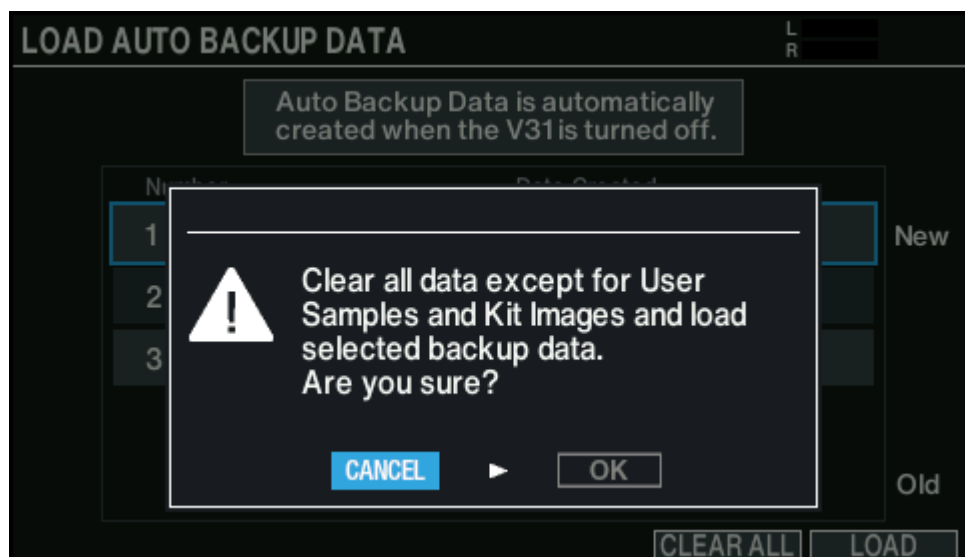 LOAD AUTO BACKUP DATA
L
R
Auto Backup Data is automatically
created when the V31 is turned off.
1
New
2
3
Clear all data except for User
Samples and Kit Images and load
selected backup data.
Are you sure?
CANCEL
OK
Old
CLEAR ALL
LOAD